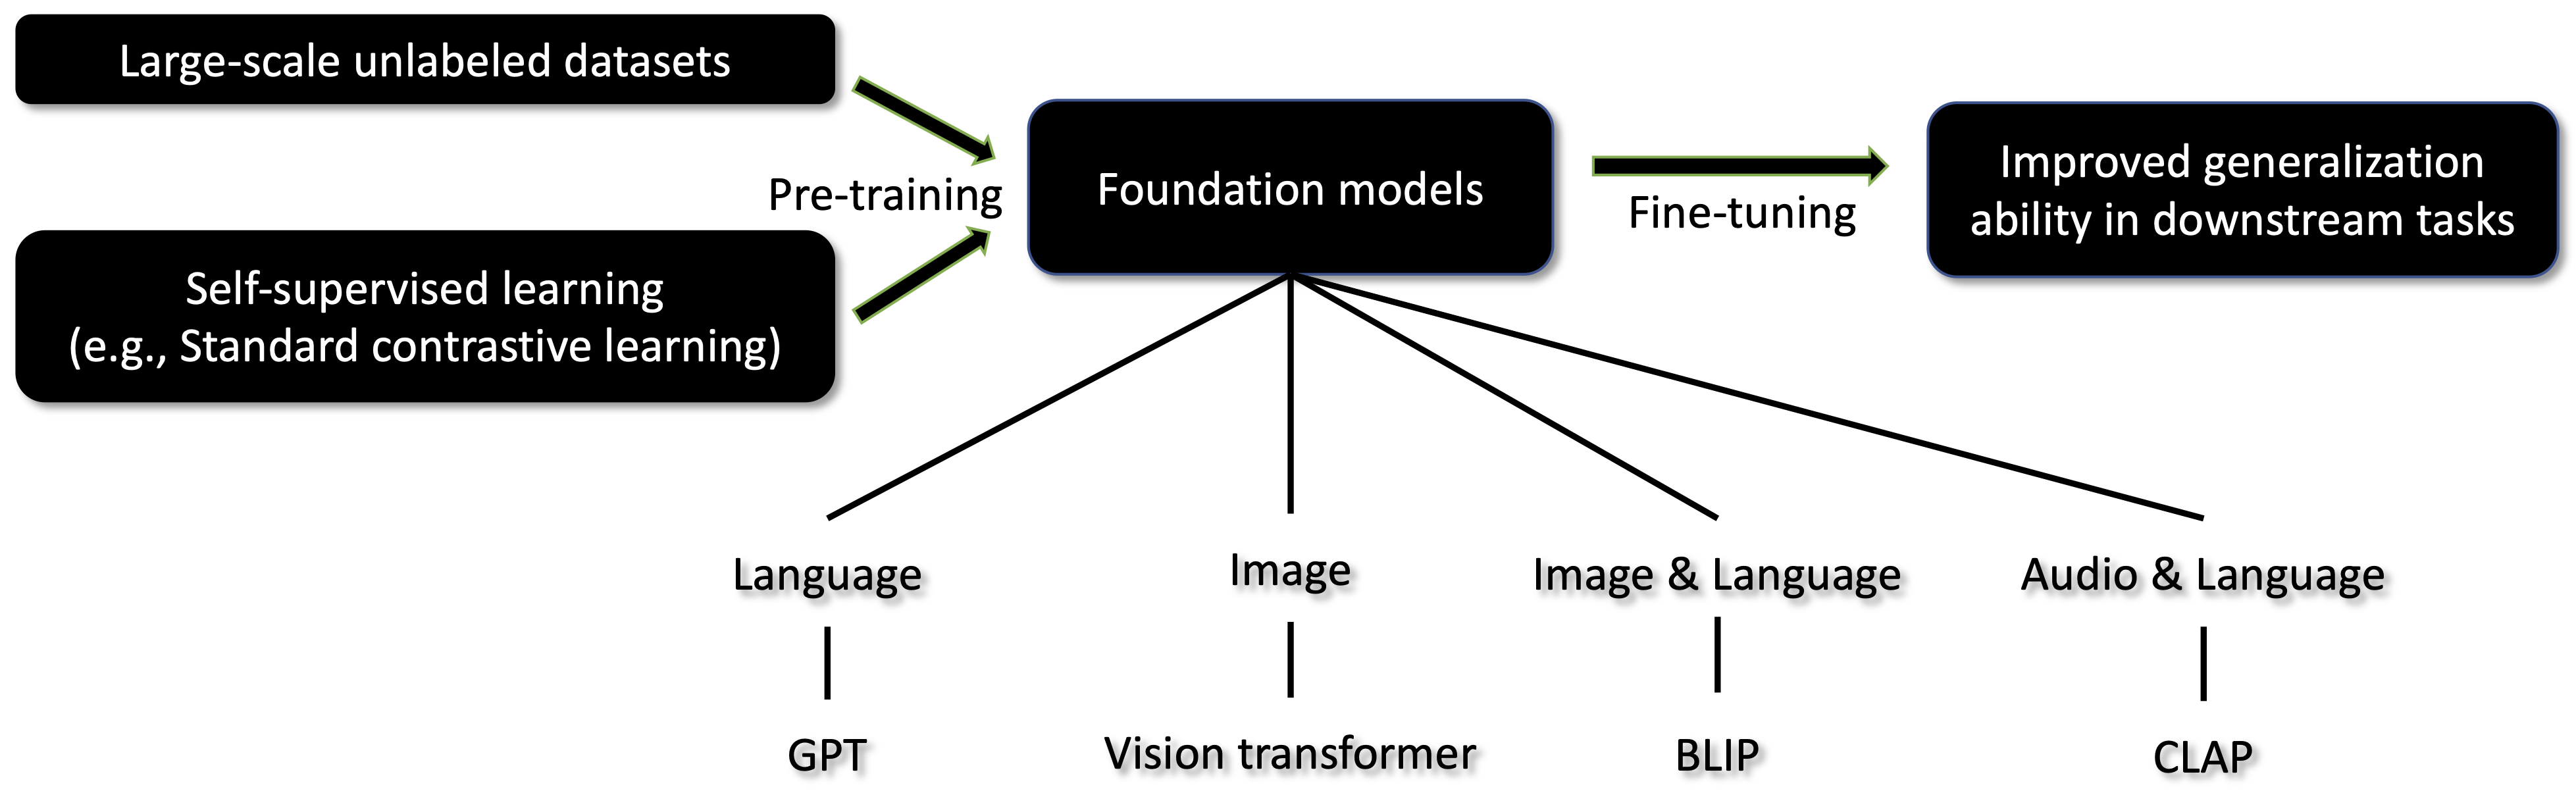 Large-scale unlabeled datasets
Pre-training
Self-supervised learning
(e.g., Standard contrastive learning)
Foundation models
Fine-tuning
Improved generalization
ability in downstream tasks
Language
Image
Image & Language
Audio & Language
GPT
Vision transformer
BLIP
CLAP